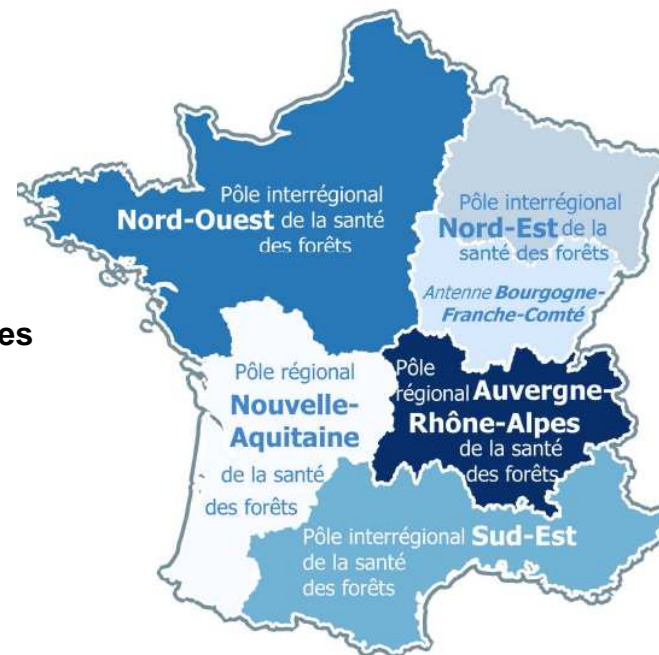 Pôle interrégional
Nord-Ouest de la santé
des forêts
Pôle interrégional
Nord-Est de la
santé des forêts
Antenne Bourgogne-
Franche-Comté
es
Pôle régional
Nouvelle-
Aquitaine
de la santé
des forêts
Pôle
régional Auvergne-
Rhône-Alpes
de la santé
des forêts
Pôle interrégional Sud-Est
de la santé
des forêts